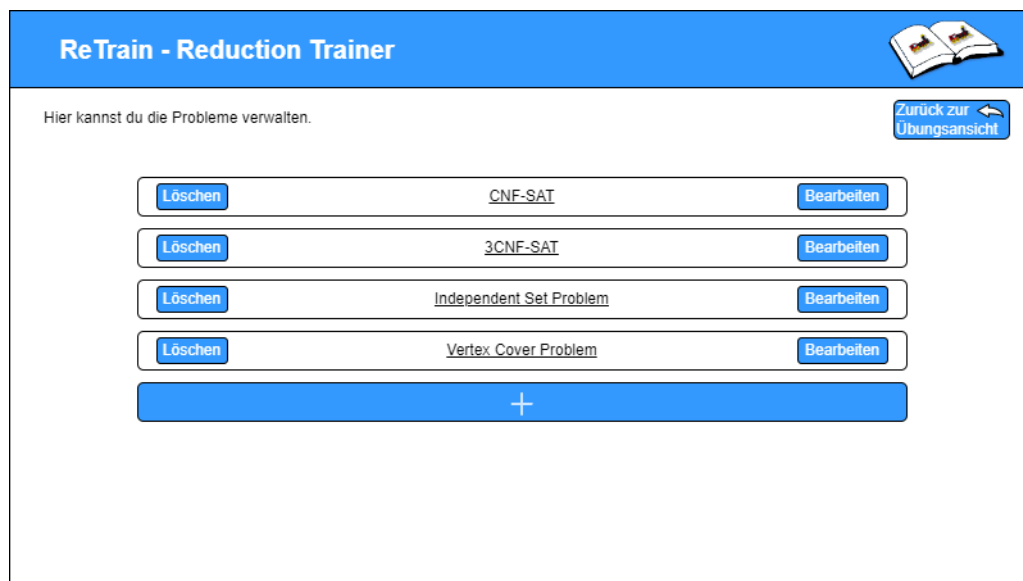 ReTrain - Reduction Trainer
Hier kannst du die Probleme verwalten.
Zurück zur
Übungsansicht
Löschen CNF-SAT Bearbeiten
Löschen 3CNF-SAT Bearbeiten
Löschen Independent Set Problem Bearbeiten
Löschen Vertex Cover Problem Bearbeiten
+